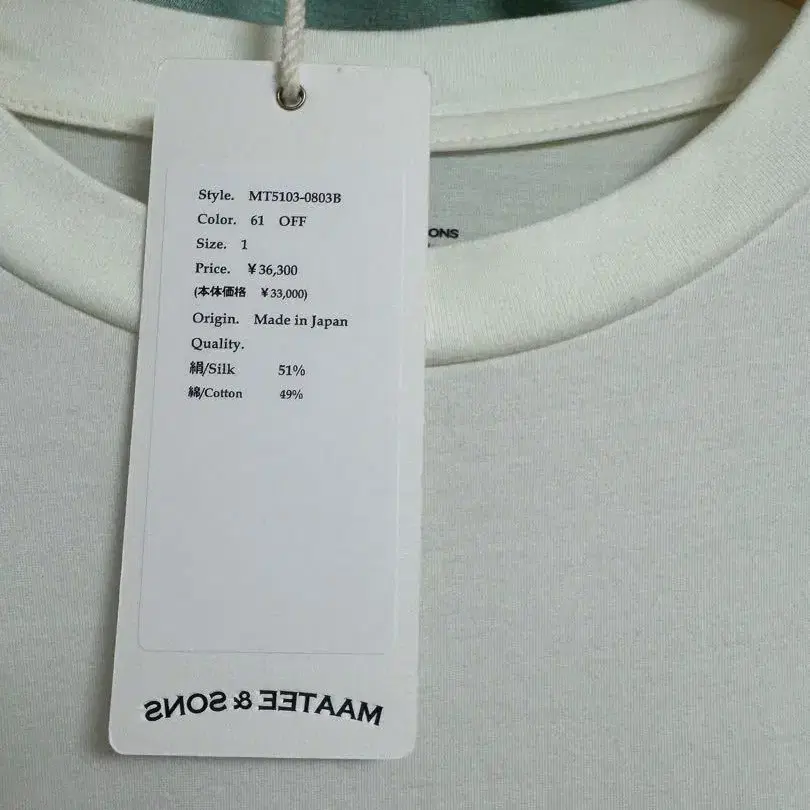 Style. MT5103-0803B
Color. 61 OFF
Size. 1
Price. ¥36,300
(本体価格 ¥33,000)
Origin. Made in Japan
Quality.
絹/Silk 51%
綿/Cotton 49%
MAATEE & SONS
ONS